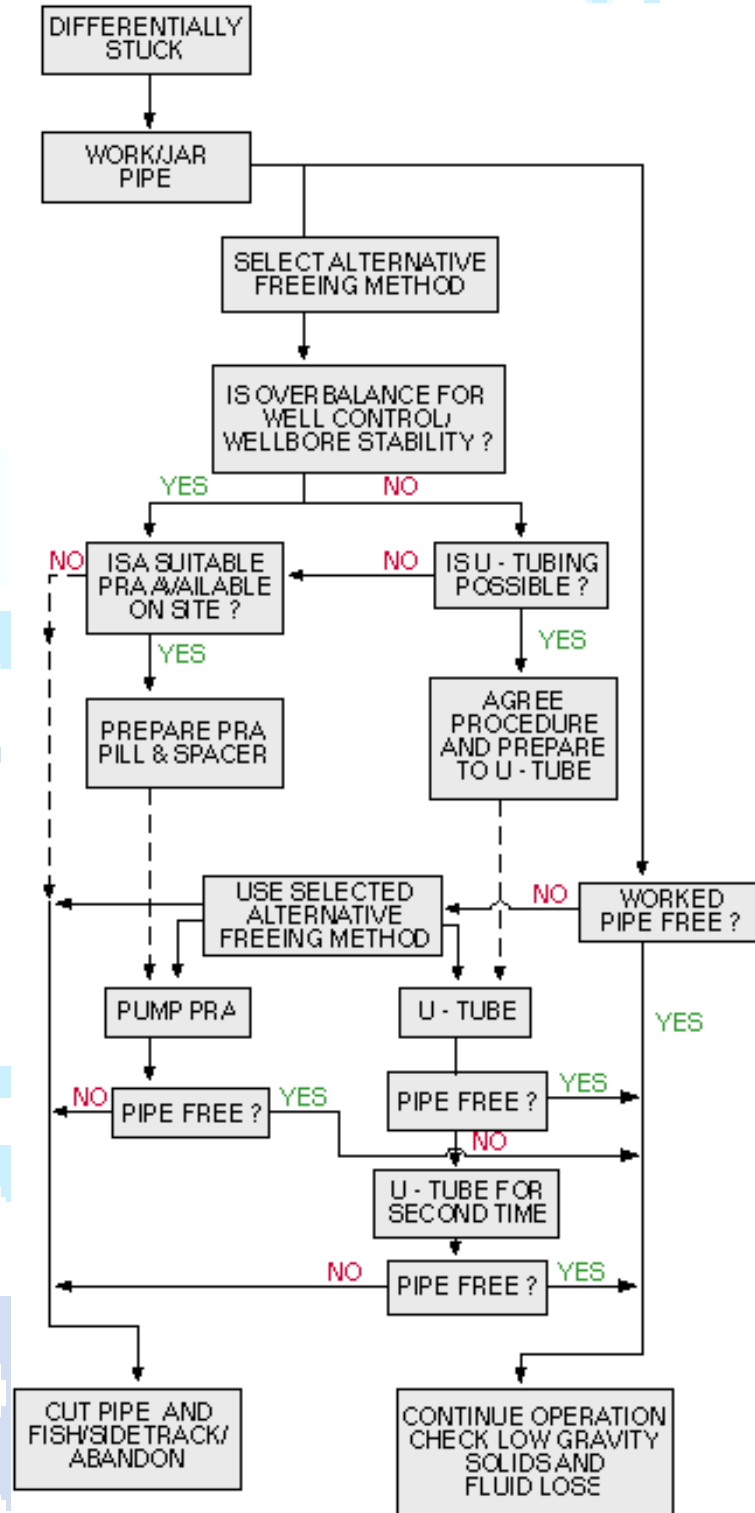 DIFFERENTIALLY
STUCK
WORK/JAR
PIPE
SELECT ALTERNATIVE
FREEING METHOD
IS OVERBALANCE FOR
WELL CONTROL/
WELLBORE STABILITY ?
YES
NO
NO
IS A SUITABLE
PRA AVAILABLE
ON SITE ?
NO
IS U - TUBING
POSSIBLE ?
YES
YES
PREPARE PRA
PILL & SPACER
AGREE
PROCEDURE
AND PREPARE
TO U - TUBE
USE SELECTED
ALTERNATIVE
FREEING METHOD
NO
WORKED
PIPE FREE ?
PUMP PRA
U - TUBE
YES
NO
PIPE FREE ?
YES
PIPE FREE ?
YES
NO
U - TUBE FOR
SECOND TIME
NO
PIPE FREE ?
YES
CUT PIPE AND
FISH/SIDETRACK/
ABANDON
CONTINUE OPERATION
CHECK LOW GRAVITY
SOLIDS AND
FLUID LOSS